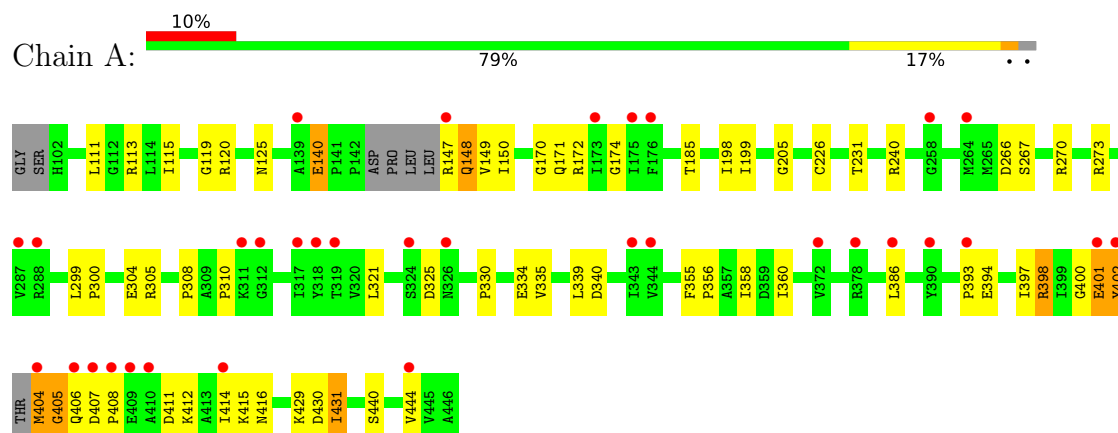 10%
Chain A:
79% 17% • •
GLY SER H102 L111 G112 R113 L114 I115 G119 R120 N125 A139 E140 P141 P142 ASP PRO LEU LEU R147 Q148 V149 I150 G170 Q171 R172 I173 G174 I175 F176 T185 I198 I199 G205 C226 T231 R240 G258 M264 M265 D266 S267 R270 R273
V287 R288 L299 P300 E304 R305 P308 A309 P310 K311 G312 I317 Y318 T319 V320 L321 S324 D325 N326 P330 E334 V335 L339 D340 I343 V344 F355 P356 A357 I358 D359 I360 V372 R378 L386 Y390 P393 E394 I397 R398 I399 G400 E401
THR M404 G405 Q406 D407 P408 E409 A410 D411 K412 A413 I414 K415 N416 K429 D430 I431 S440 V444 V445 A446